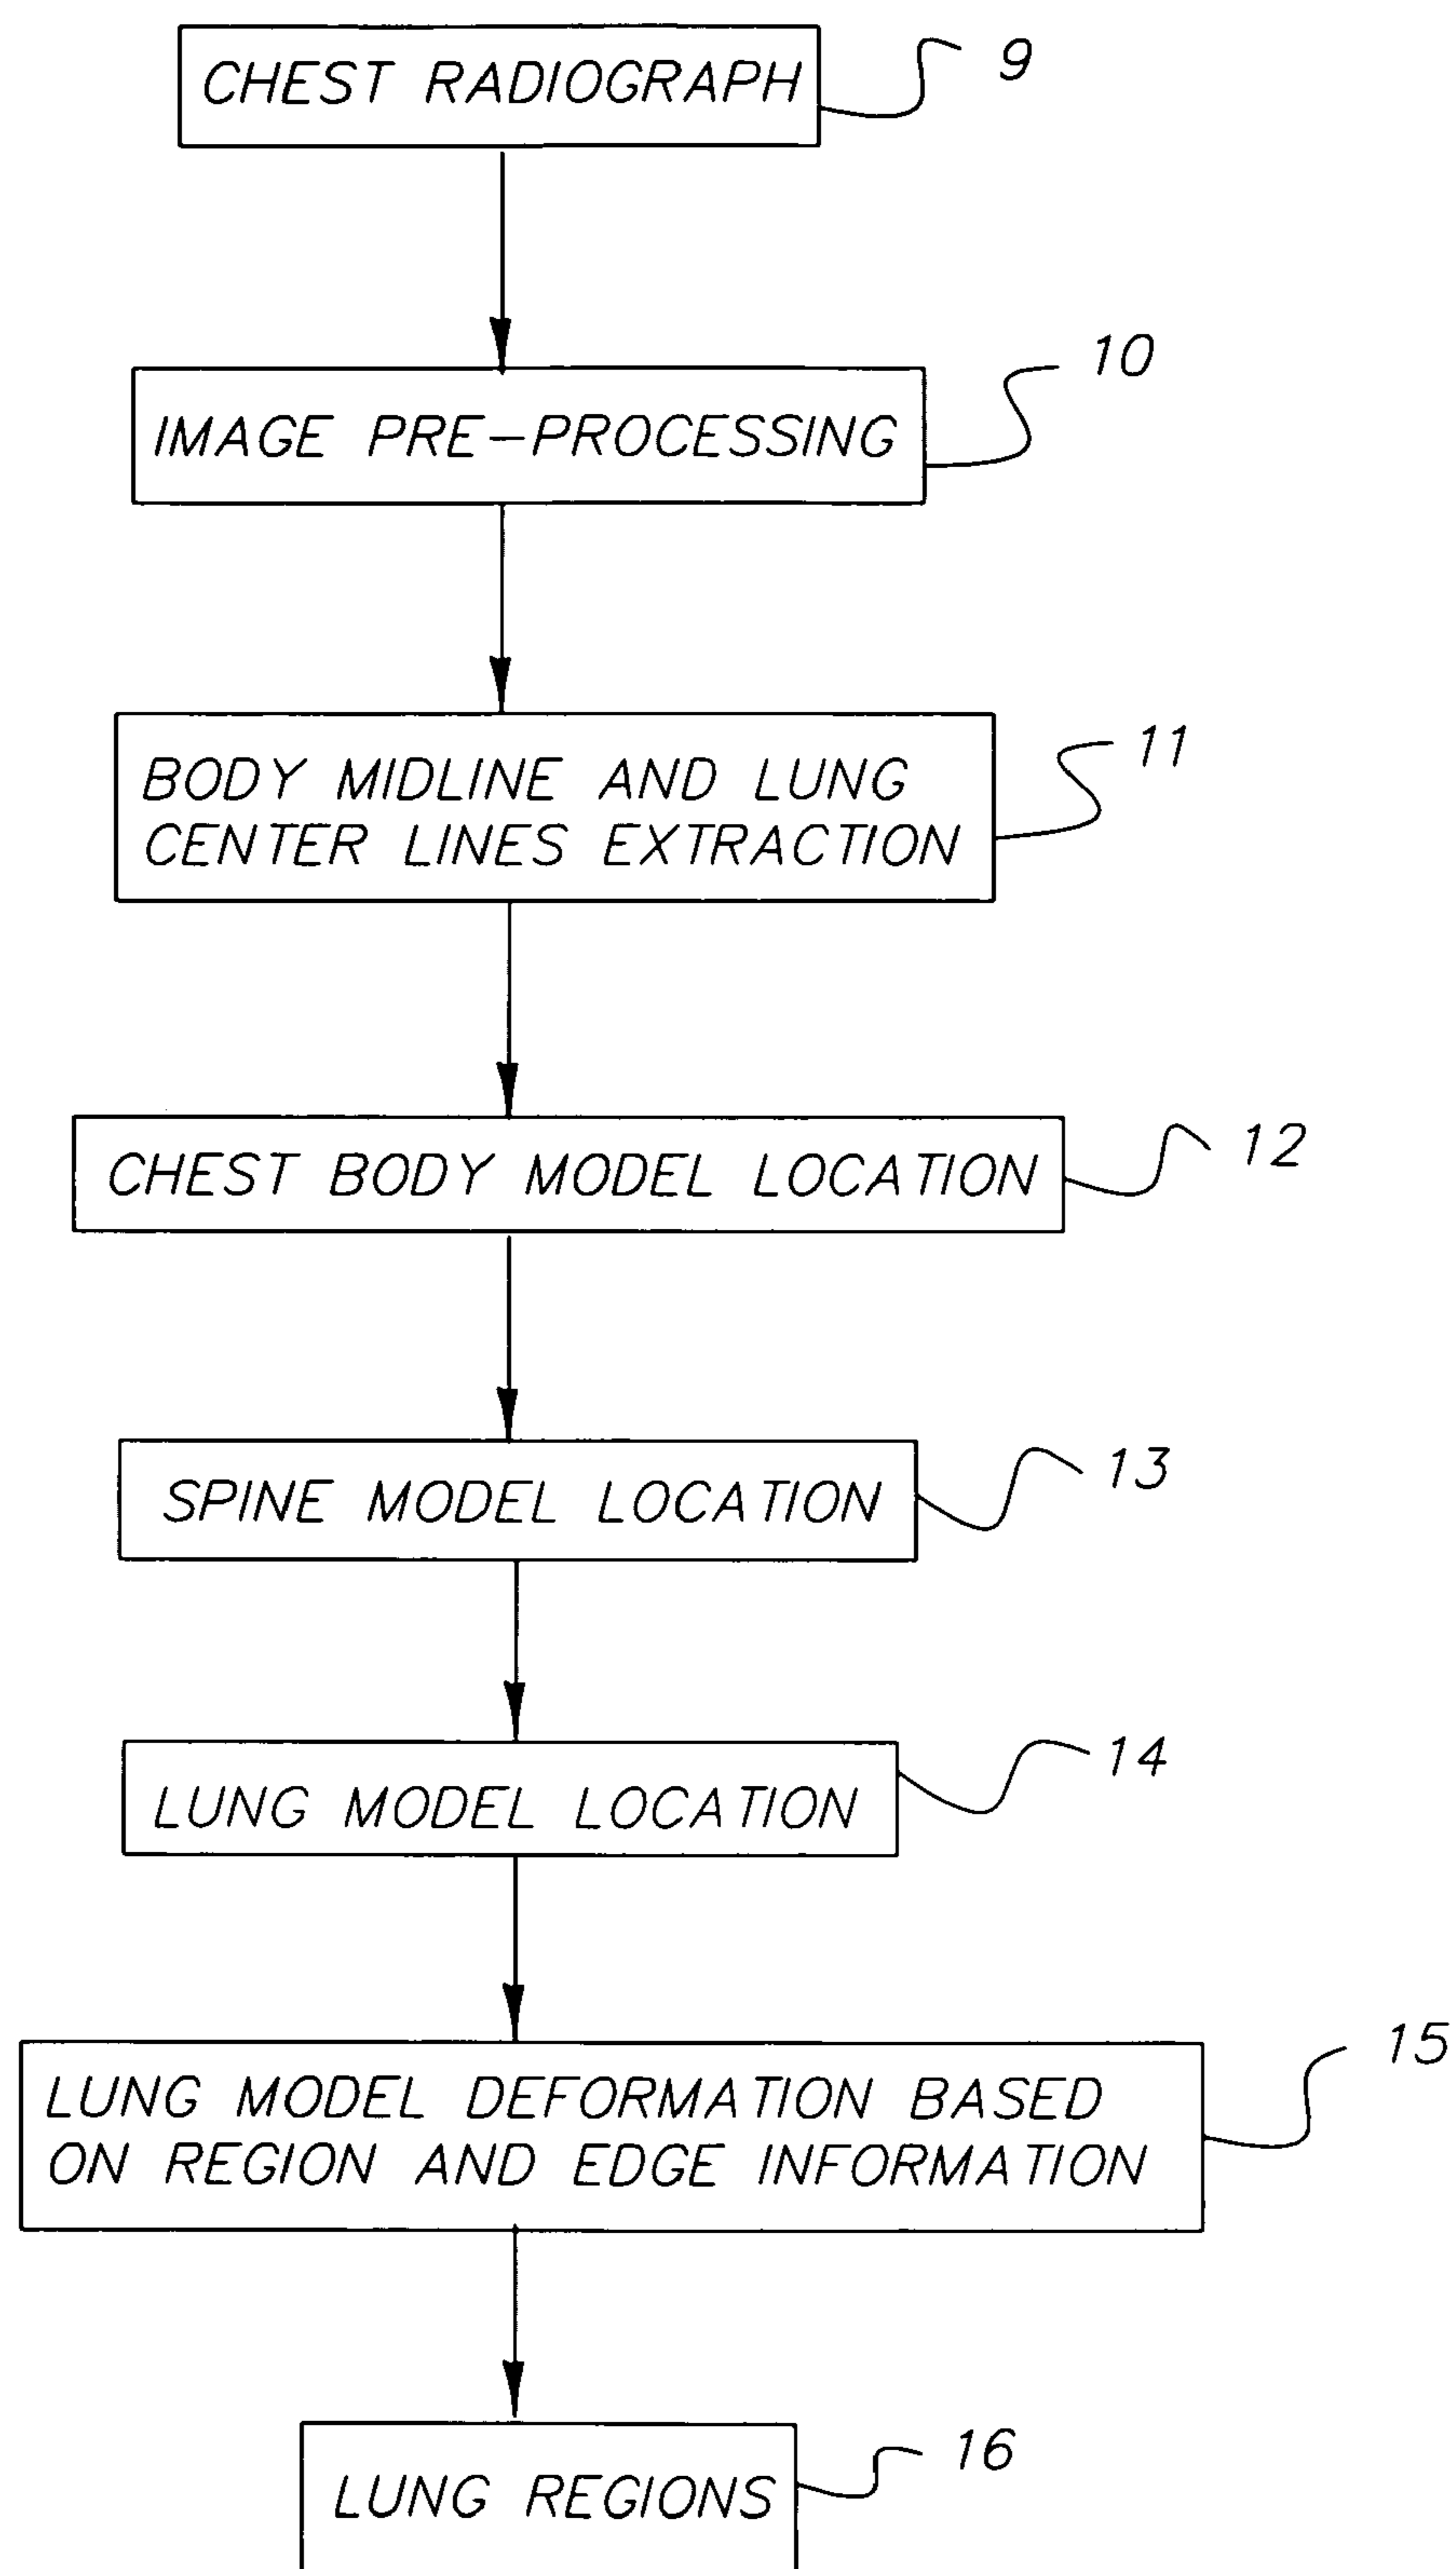 CHEST RADIOGRAPH
9
IMAGE PRE-PROCESSING
10
BODY MIDLINE AND LUNG
CENTER LINES EXTRACTION
11
CHEST BODY MODEL LOCATION
12
SPINE MODEL LOCATION
13
LUNG MODEL LOCATION
14
LUNG MODEL DEFORMATION BASED
ON REGION AND EDGE INFORMATION
15
LUNG REGIONS
16